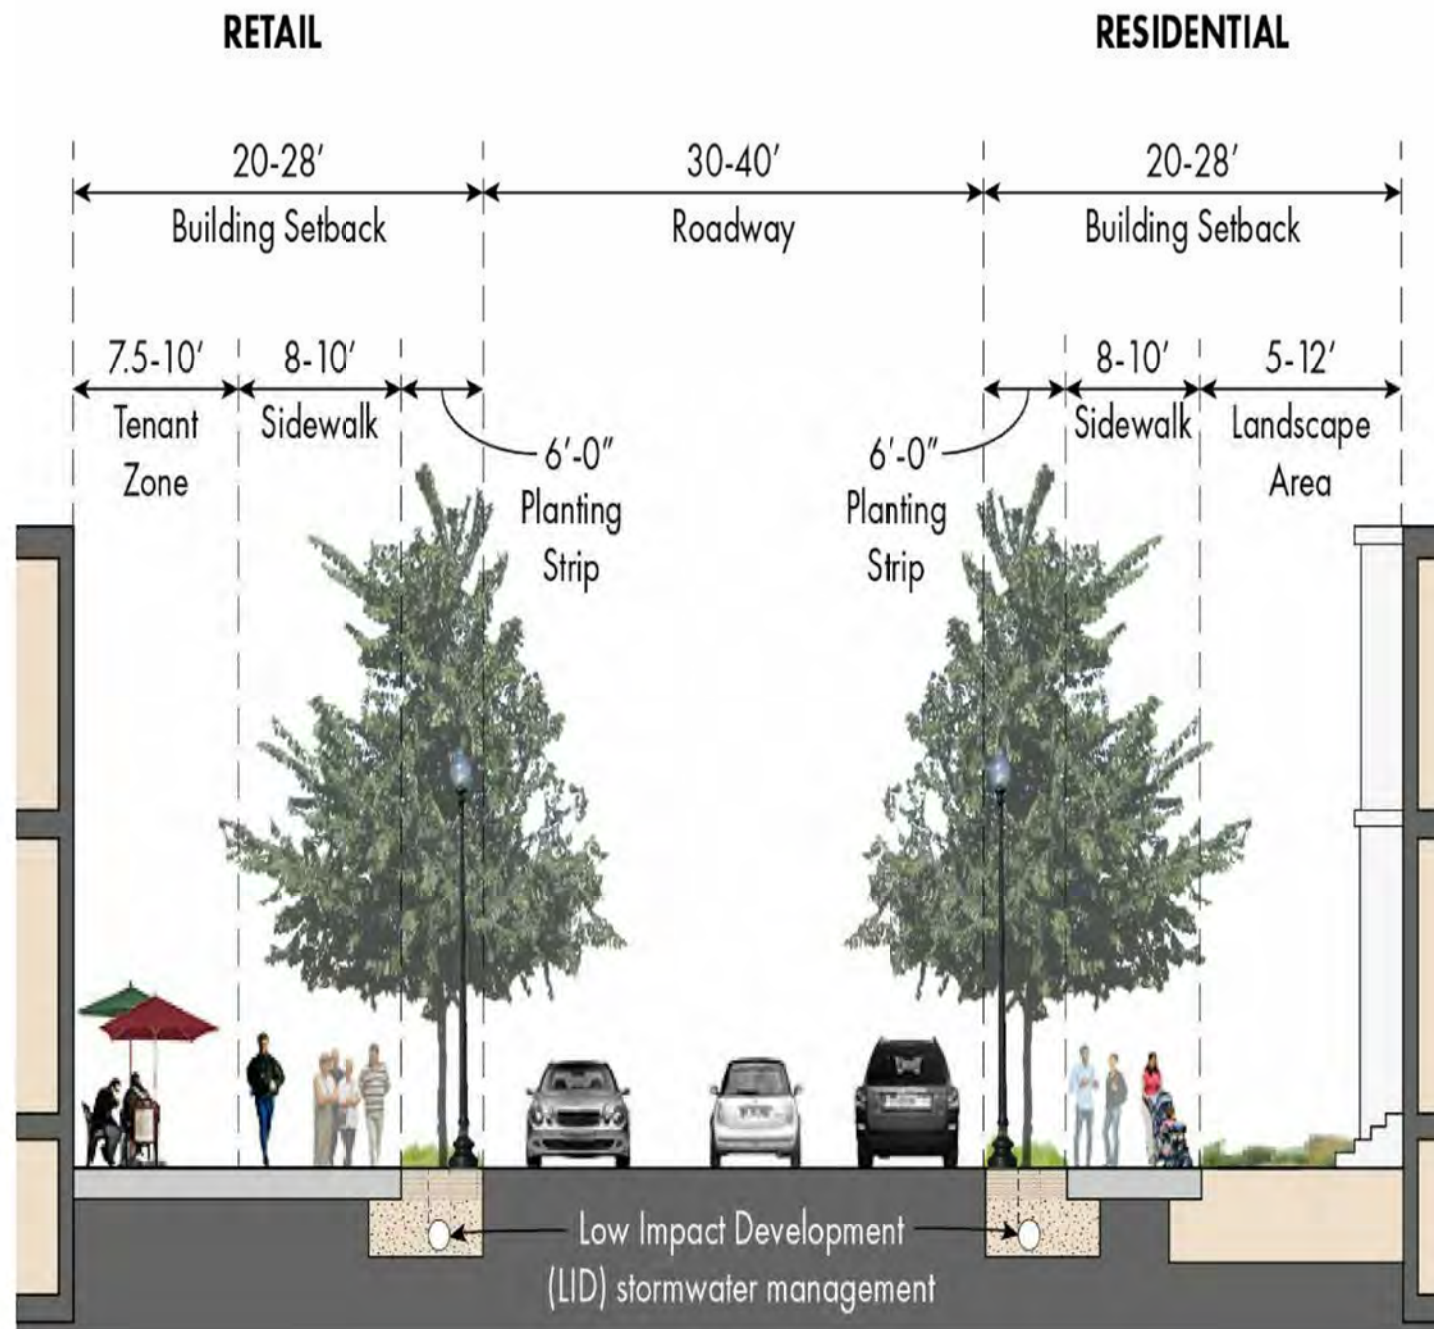 RETAIL
RESIDENTIAL
20-28′
30-40′
20-28′
Building Setback
Roadway
Building Setback
7.5-10′
8-10′
8-10′
5-12′
Tenant
Zone
Sidewalk
6′-0″
Planting
Strip
6′-0″
Planting
Strip
Sidewalk
Landscape
Area
Low Impact Development
(LID) stormwater management